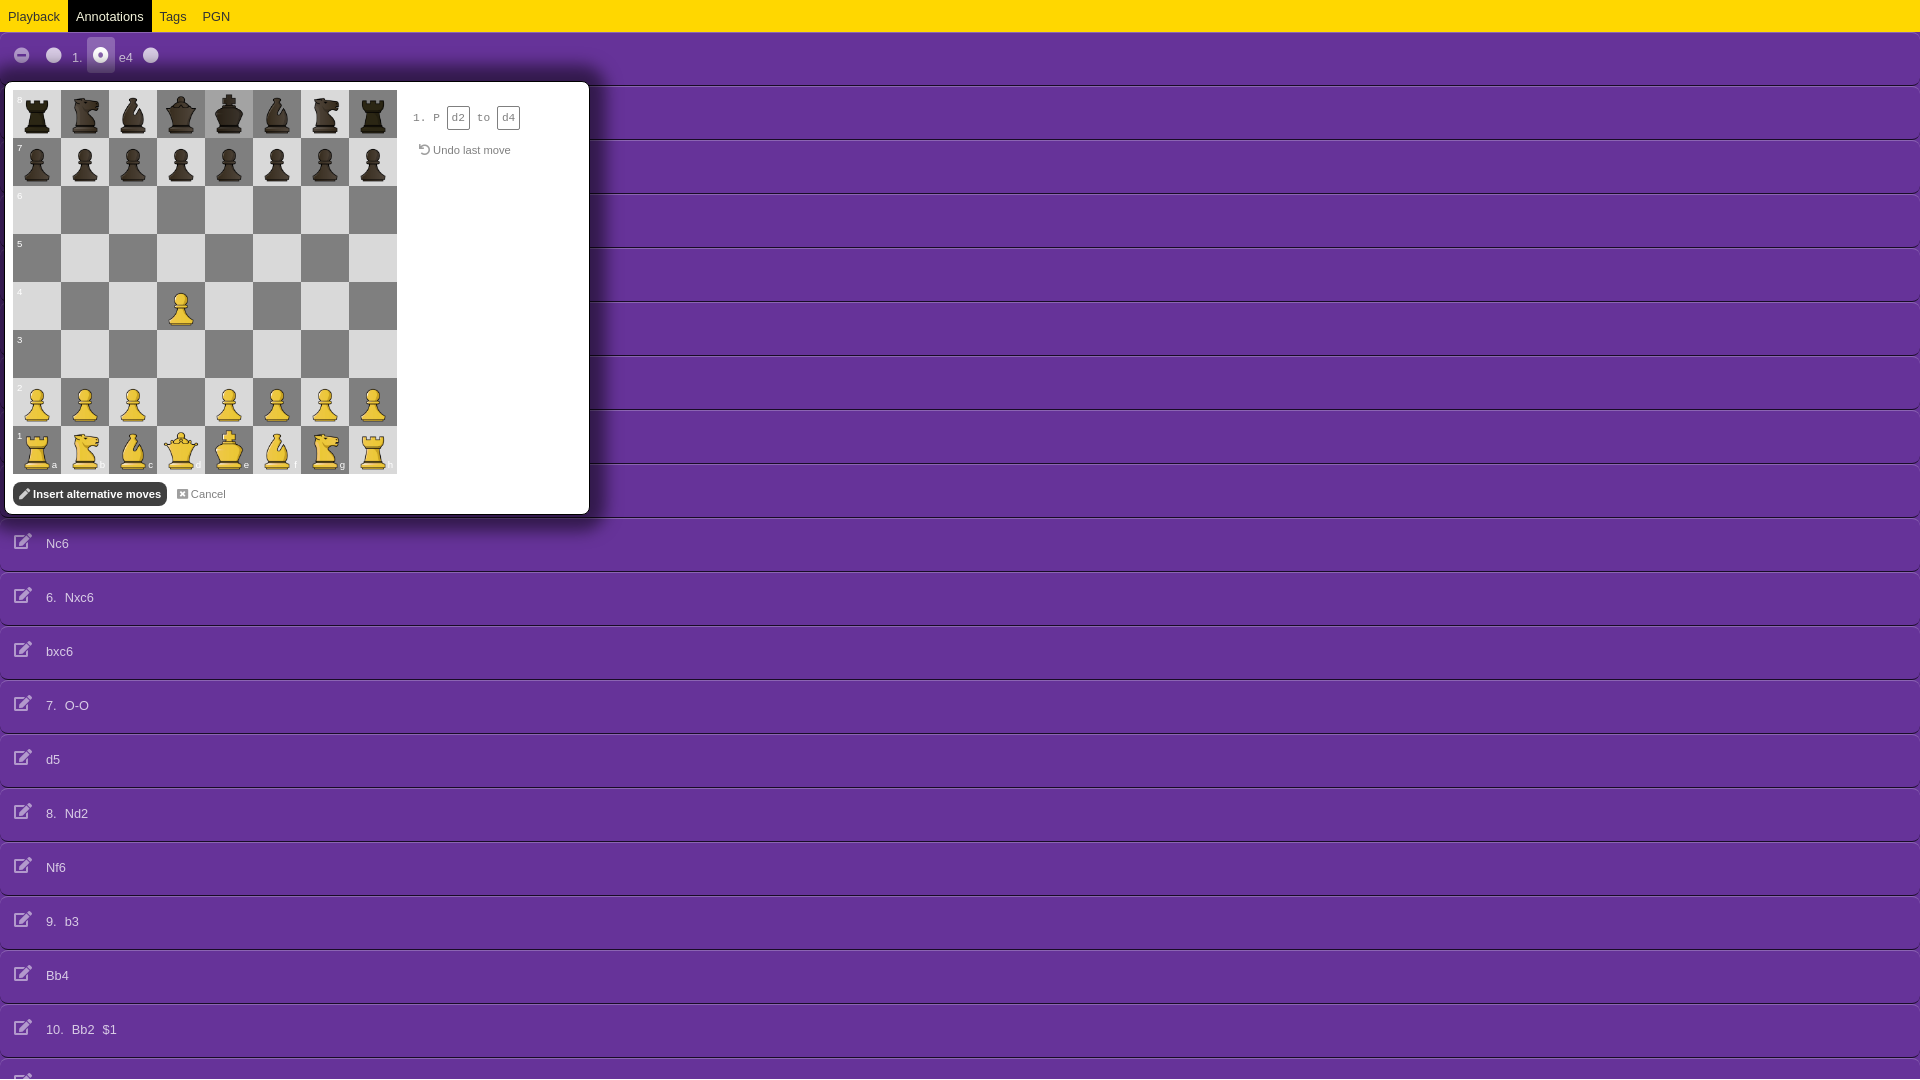 Playback Annotations Tags PGN
1. e4
8
7
6
5
4
3
2
1
a b c d e f g h
1. P d2 to d4
Undo last move
Insert alternative moves Cancel
Nc6
6. Nxc6
bxc6
7. O-O
d5
8. Nd2
Nf6
9. b3
Bb4
10. Bb2 $1